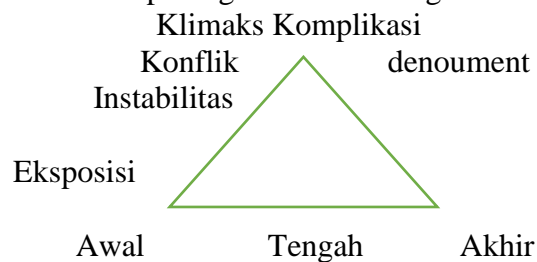 Klimaks Komplikasi
Konflik denoument
Instabilitas
Eksposisi
Awal Tengah Akhir